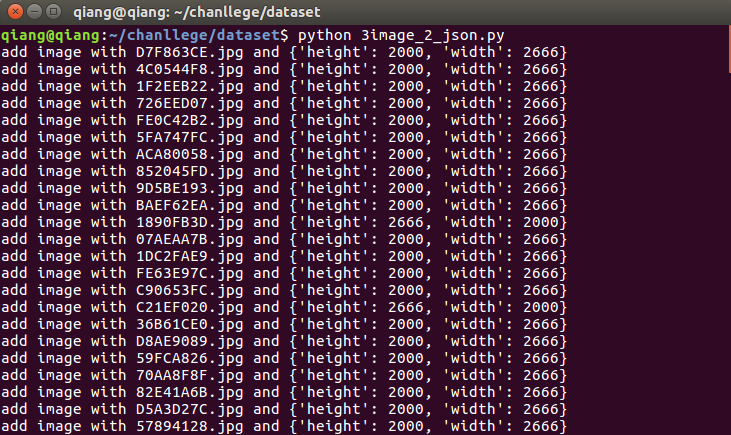 qiang@qiang: ~/chanllege/dataset
qiang@qiang:~/chanllege/dataset$ python 3image_2_json.py
add image with D7F863CE.jpg and {'height': 2000, 'width': 2666}
add image with 4C0544F8.jpg and {'height': 2000, 'width': 2666}
add image with 1F2EEB22.jpg and {'height': 2000, 'width': 2666}
add image with 726EED07.jpg and {'height': 2000, 'width': 2666}
add image with FE0C42B2.jpg and {'height': 2000, 'width': 2666}
add image with 5FA747FC.jpg and {'height': 2000, 'width': 2666}
add image with ACA80058.jpg and {'height': 2000, 'width': 2666}
add image with 852045FD.jpg and {'height': 2000, 'width': 2666}
add image with 9D5BE193.jpg and {'height': 2000, 'width': 2666}
add image with BAEF62EA.jpg and {'height': 2000, 'width': 2666}
add image with 1890FB3D.jpg and {'height': 2666, 'width': 2000}
add image with 07AEAA7B.jpg and {'height': 2000, 'width': 2666}
add image with 1DC2FAE9.jpg and {'height': 2000, 'width': 2666}
add image with FE63E97C.jpg and {'height': 2000, 'width': 2666}
add image with C90653FC.jpg and {'height': 2000, 'width': 2666}
add image with C21EF020.jpg and {'height': 2666, 'width': 2000}
add image with 36B61CE0.jpg and {'height': 2000, 'width': 2666}
add image with D8AE9089.jpg and {'height': 2000, 'width': 2666}
add image with 59FCA826.jpg and {'height': 2000, 'width': 2666}
add image with 70AA8F8F.jpg and {'height': 2000, 'width': 2666}
add image with 82E41A6B.jpg and {'height': 2000, 'width': 2666}
add image with D5A3D27C.jpg and {'height': 2000, 'width': 2666}
add image with 57894128.jpg and {'height': 2000, 'width': 2666}